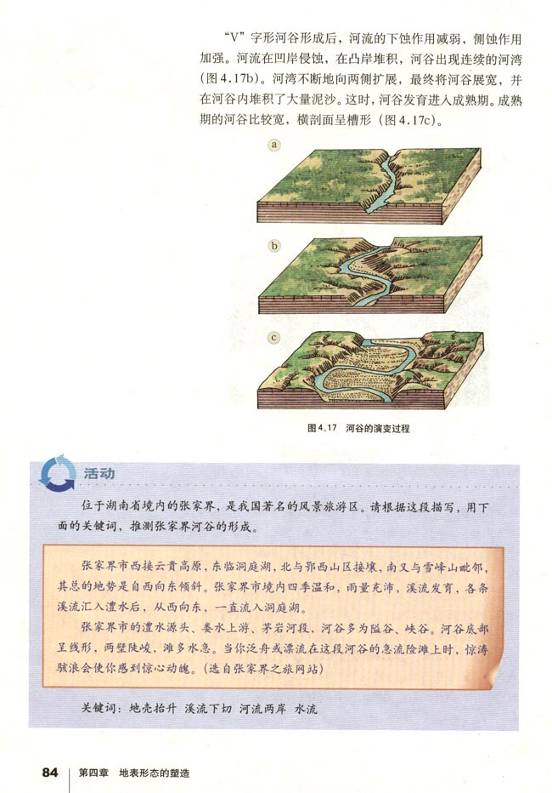 “V”字形河谷形成后，河流的下蚀作用减弱，侧蚀作用
加强。河流在凹岸侵蚀，在凸岸堆积，河谷出现连续的河湾
(图4.17b)。河湾不断地向两侧扩展，最终将河谷展宽，并
在河谷内堆积了大量泥沙。这时，河谷发育进入成熟期。成熟
期的河谷比较宽，横剖面呈槽形（图4.17c)。
a
b
c
图4.17 河谷的演变过程
活动
位于湖南省境内的张家界，是我国著名的风景旅游区。请根据这段描写，用下
面的关键词，推测张家界河谷的形成。
张家界市西接云贵高原，东临洞庭湖，北与鄂西山区接壤，南又与雪峰山毗邻，
其总的地势是自西向东倾斜。张家界市境内四季温和，雨量充沛，溪流发育，各条
溪流汇入澧水后，从西向东，一直流入洞庭湖。
张家界市的澧水源头、娄水上游、茅岩河段，河谷多为隘谷、峡谷。河谷底部
呈线形，两壁陡峻，滩多水急。当你泛舟或漂流在这段河谷的急流险滩上时，惊涛
骇浪会使你感到惊心动魄。(选自张家界之旅网站)
关键词：地壳抬升 溪流下切 河流两岸 水流
84 第四章 地表形态的塑造